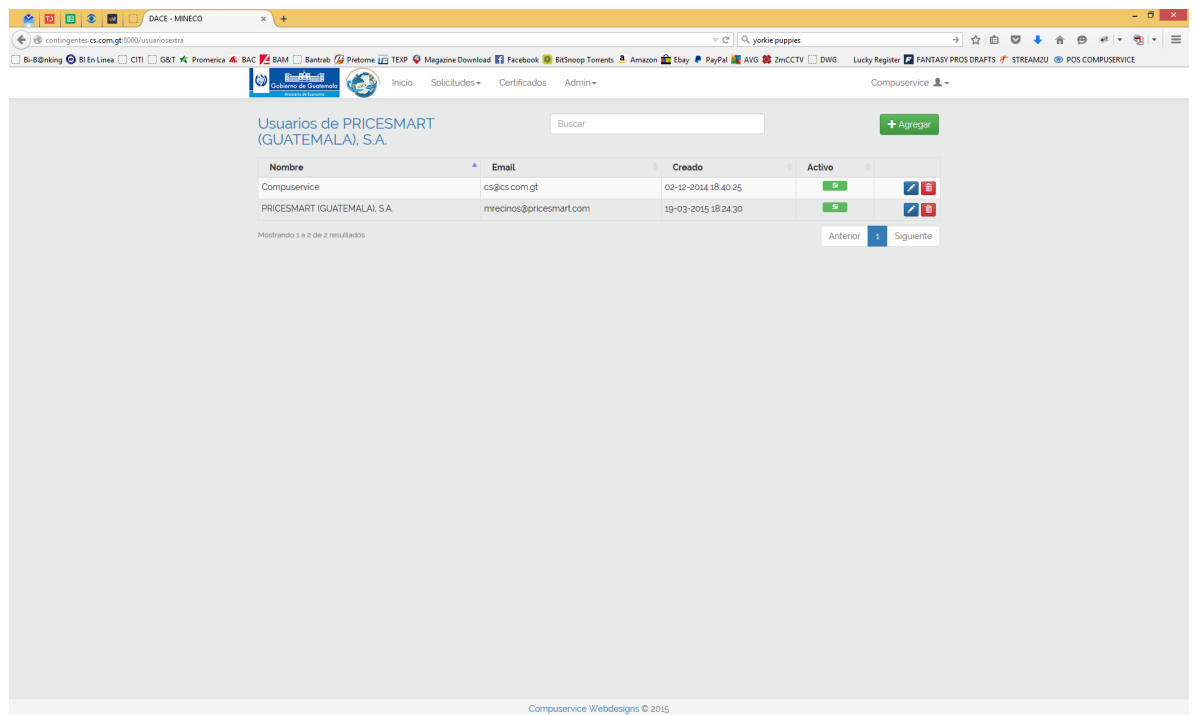 DACE - MINECO
contingentes.cs.com.gt:8000/usuariosextra
yorkie puppies
Bi-B@nking BI En Linea CITI G&T Promerica BAC BAM Bantrab Pretome TEXP Magazine Download Facebook BitSnoop Torrents Amazon Ebay PayPal AVG 2mCCTV DWG Lucky Register FANTASY PROS DRAFTS STREAM2U POS COMPUSERVICE
Gobierno de Guatemala
Ministerio de Economía
Inicio Solicitudes Certificados Admin Compuservice
Usuarios de PRICESMART
(GUATEMALA), S.A.
Buscar
Agregar
Nombre Email Creado Activo
Compuservice cs@cs.com.gt 02-12-2014 18:40:25 Si
PRICESMART (GUATEMALA), S.A. mrecinos@pricesmart.com 19-03-2015 18:24:30 Si
Mostrando 1 a 2 de 2 resultados
Anterior 1 Siguiente
Compuservice Webdesigns © 2015